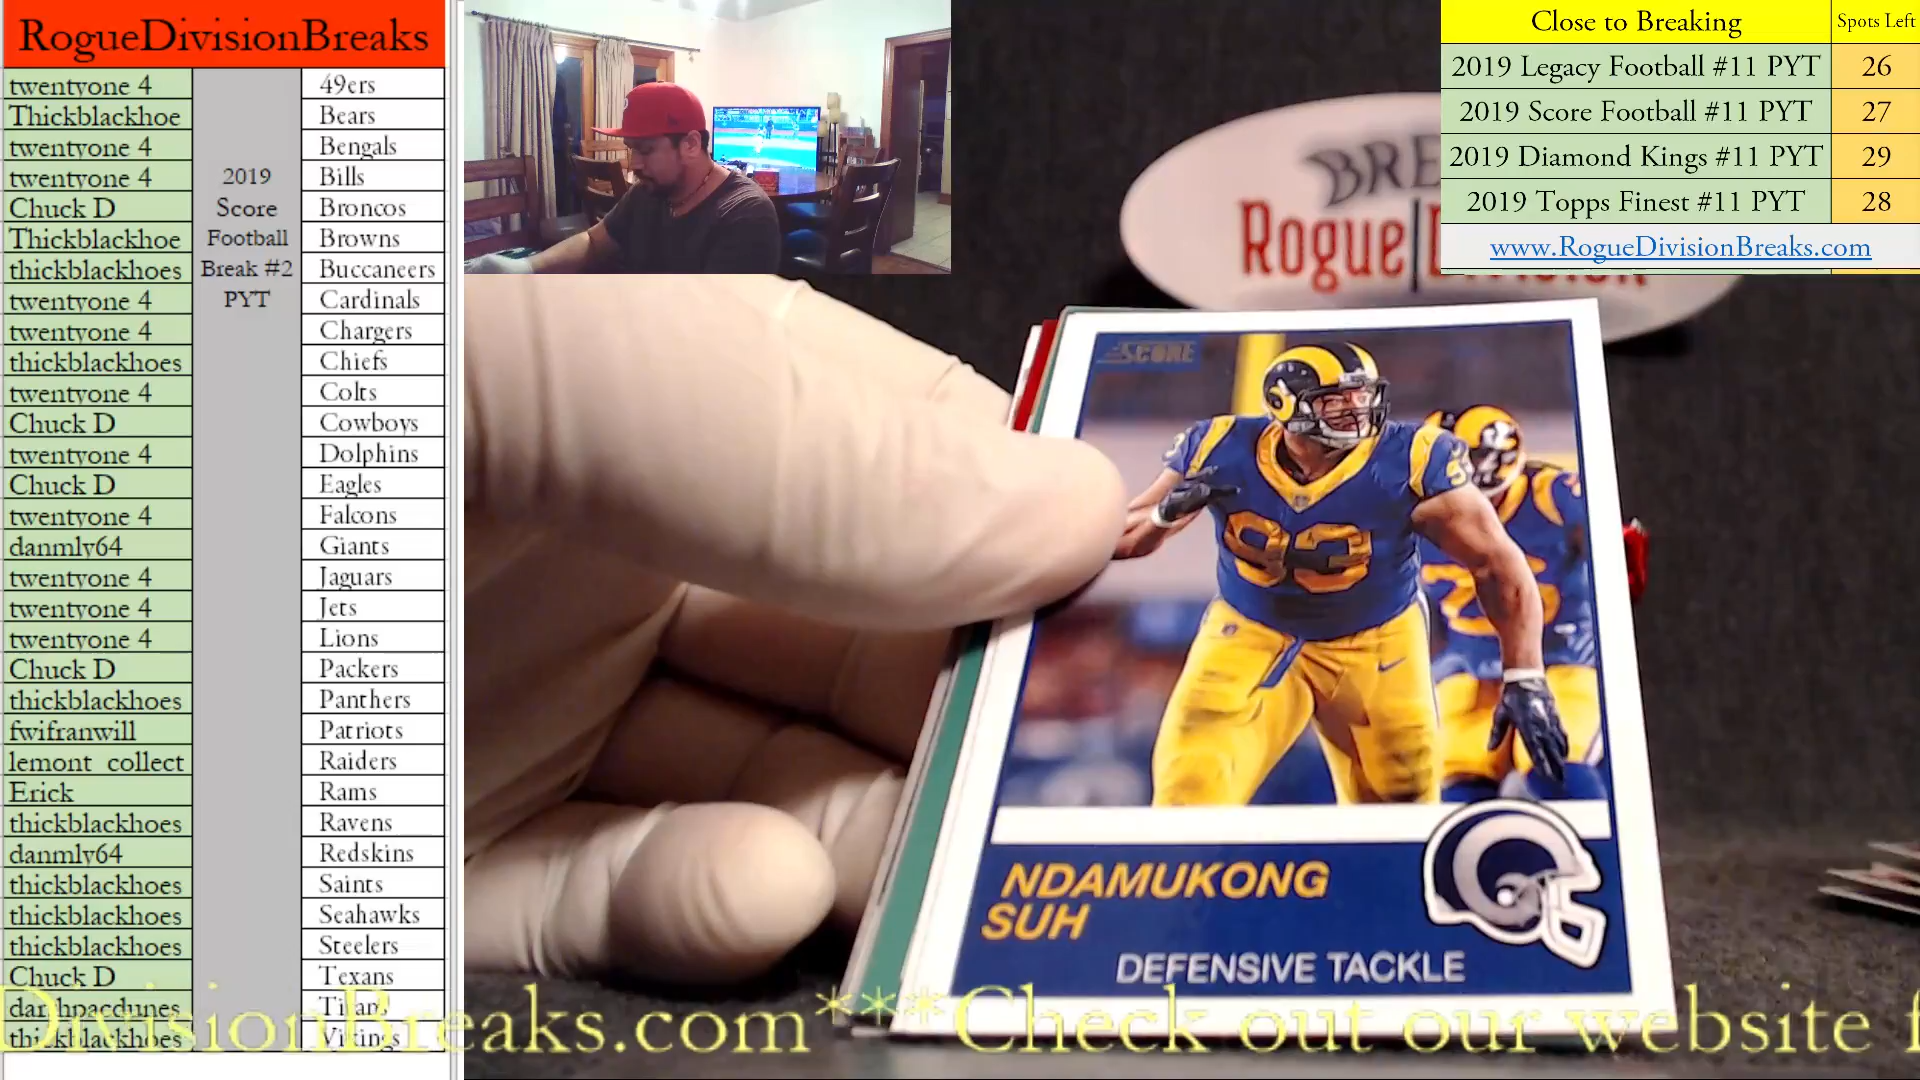 RogueDivisionBreaks
twentyone 4 49ers
Thickblackhoe Bears
twentyone 4 Bengals
twentyone 4 2019 Bills
Chuck D Score Broncos
Thickblackhoe Football Browns
thickblackhoes Break #2 Buccaneers
twentyone 4 PYT Cardinals
twentyone 4 Chargers
thickblackhoes Chiefs
twentyone 4 Colts
Chuck D Cowboys
twentyone 4 Dolphins
Chuck D Eagles
twentyone 4 Falcons
danmly64 Giants
twentyone 4 Jaguars
twentyone 4 Jets
twentyone 4 Lions
Chuck D Packers
thickblackhoes Panthers
fwifranwill Patriots
lemont collect Raiders
Erick Rams
thickblackhoes Ravens
danmly64 Redskins
thickblackhoes Saints
thickblackhoes Seahawks
thickblackhoes Steelers
Chuck D Texans
Titans
thickblackhoes Vikings
Close to Breaking Spots Left
2019 Legacy Football #11 PYT 26
2019 Score Football #11 PYT 27
2019 Diamond Kings #11 PYT 29
2019 Topps Finest #11 PYT 28
www.RogueDivisionBreaks.com
BRE
Rogue|D
SCORE
93
NDAMUKONG
SUH
DEFENSIVE TACKLE
DivisionBreaks.com***Check out our website f